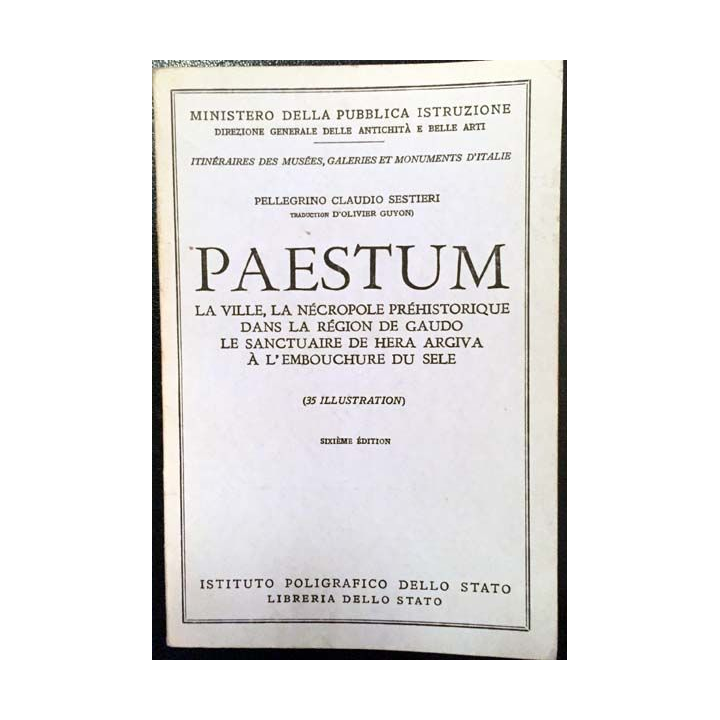 MINISTERO DELLA PUBBLICA ISTRUZIONE
DIREZIONE GENERALE DELLE ANTICHITÀ E BELLE ARTI
ITINÉRAIRES DES MUSÉES, GALERIES ET MONUMENTS D'ITALIE
PELLEGRINO CLAUDIO SESTIERI
TRADUCTION D'OLIVIER GUYON)
PAESTUM
LA VILLE, LA NÉCROPOLE PRÉHISTORIQUE
DANS LA RÉGION DE GAUDO
LE SANCTUAIRE DE HERA ARGIVA
À L'EMBOUCHURE DU SELE
(35 ILLUSTRATION)
SIXIÈME ÉDITION
ISTITUTO POLIGRAFICO DELLO STATO
LIBRERIA DELLO STATO